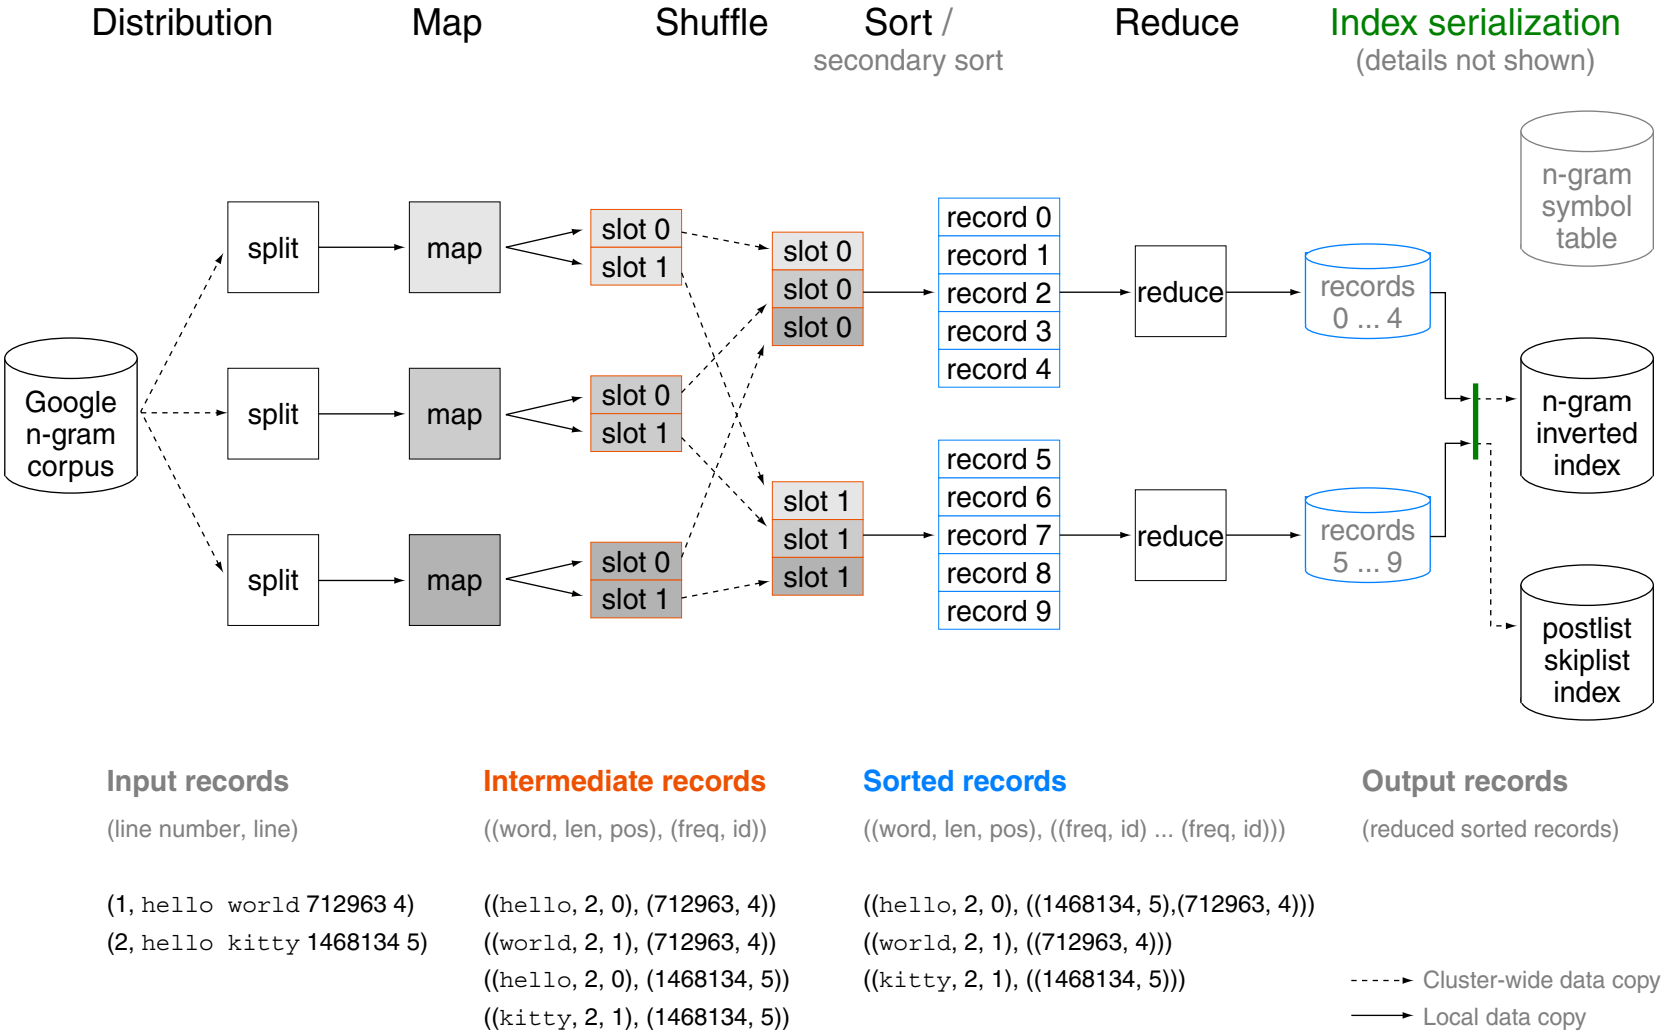 Distribution
Map
Shuffle
Sort /
secondary sort
Reduce
Index serialization
(details not shown)
Google
n-gram
corpus
split
split
split
map
map
map
slot 0
slot 1
slot 0
slot 1
slot 0
slot 1
slot 0
slot 0
slot 0
slot 1
slot 1
slot 1
record 0
record 1
record 2
record 3
record 4
record 5
record 6
record 7
record 8
record 9
reduce
reduce
records
0 ... 4
records
5 ... 9
n-gram
symbol
table
n-gram
inverted
index
postlist
skiplist
index
Input records
(line number, line)
(1, hello world 712963 4)
(2, hello kitty 1468134 5)
Intermediate records
((word, len, pos), (freq, id))
((hello, 2, 0), (712963, 4))
((world, 2, 1), (712963, 4))
((hello, 2, 0), (1468134, 5))
((kitty, 2, 1), (1468134, 5))
Sorted records
((word, len, pos), ((freq, id) ... (freq, id)))
((hello, 2, 0), ((1468134, 5),(712963, 4)))
((world, 2, 1), ((712963, 4)))
((kitty, 2, 1), ((1468134, 5)))
Output records
(reduced sorted records)
Cluster-wide data copy
Local data copy